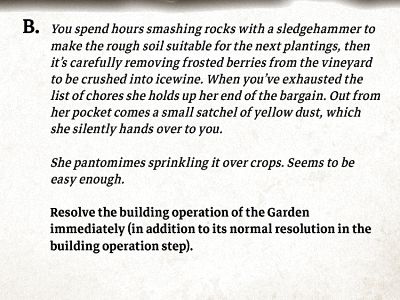 B. You spend hours smashing rocks with a sledgehammer to
make the rough soil suitable for the next plantings, then
it's carefully removing frosted berries from the vineyard
to be crushed into icewine. When you've exhausted the
list of chores she holds up her end of the bargain. Out from
her pocket comes a small satchel of yellow dust, which
she silently hands over to you.
She pantomimes sprinkling it over crops. Seems to be
easy enough.
Resolve the building operation of the Garden
immediately (in addition to its normal resolution in the
building operation step).